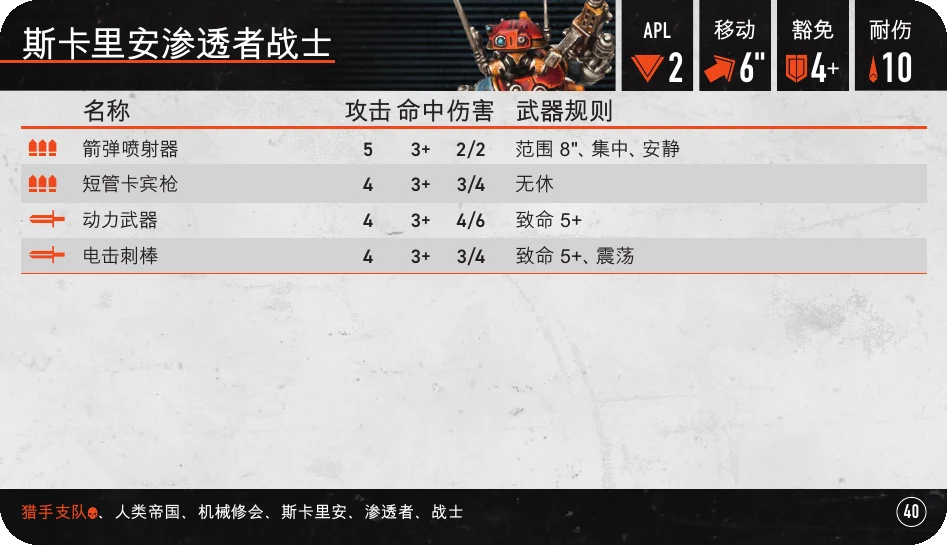 斯卡里安渗透者战士
APL 移动 豁免 耐伤
2 6" 4+ 10
名称 攻击 命中 伤害 武器规则
箭弹喷射器 5 3+ 2/2 范围 8"、集中、安静
短管卡宾枪 4 3+ 3/4 无休
动力武器 4 3+ 4/6 致命 5+
电击刺棒 4 3+ 3/4 致命 5+、震荡
猎手支队、人类帝国、机械修会、斯卡里安、渗透者、战士 40